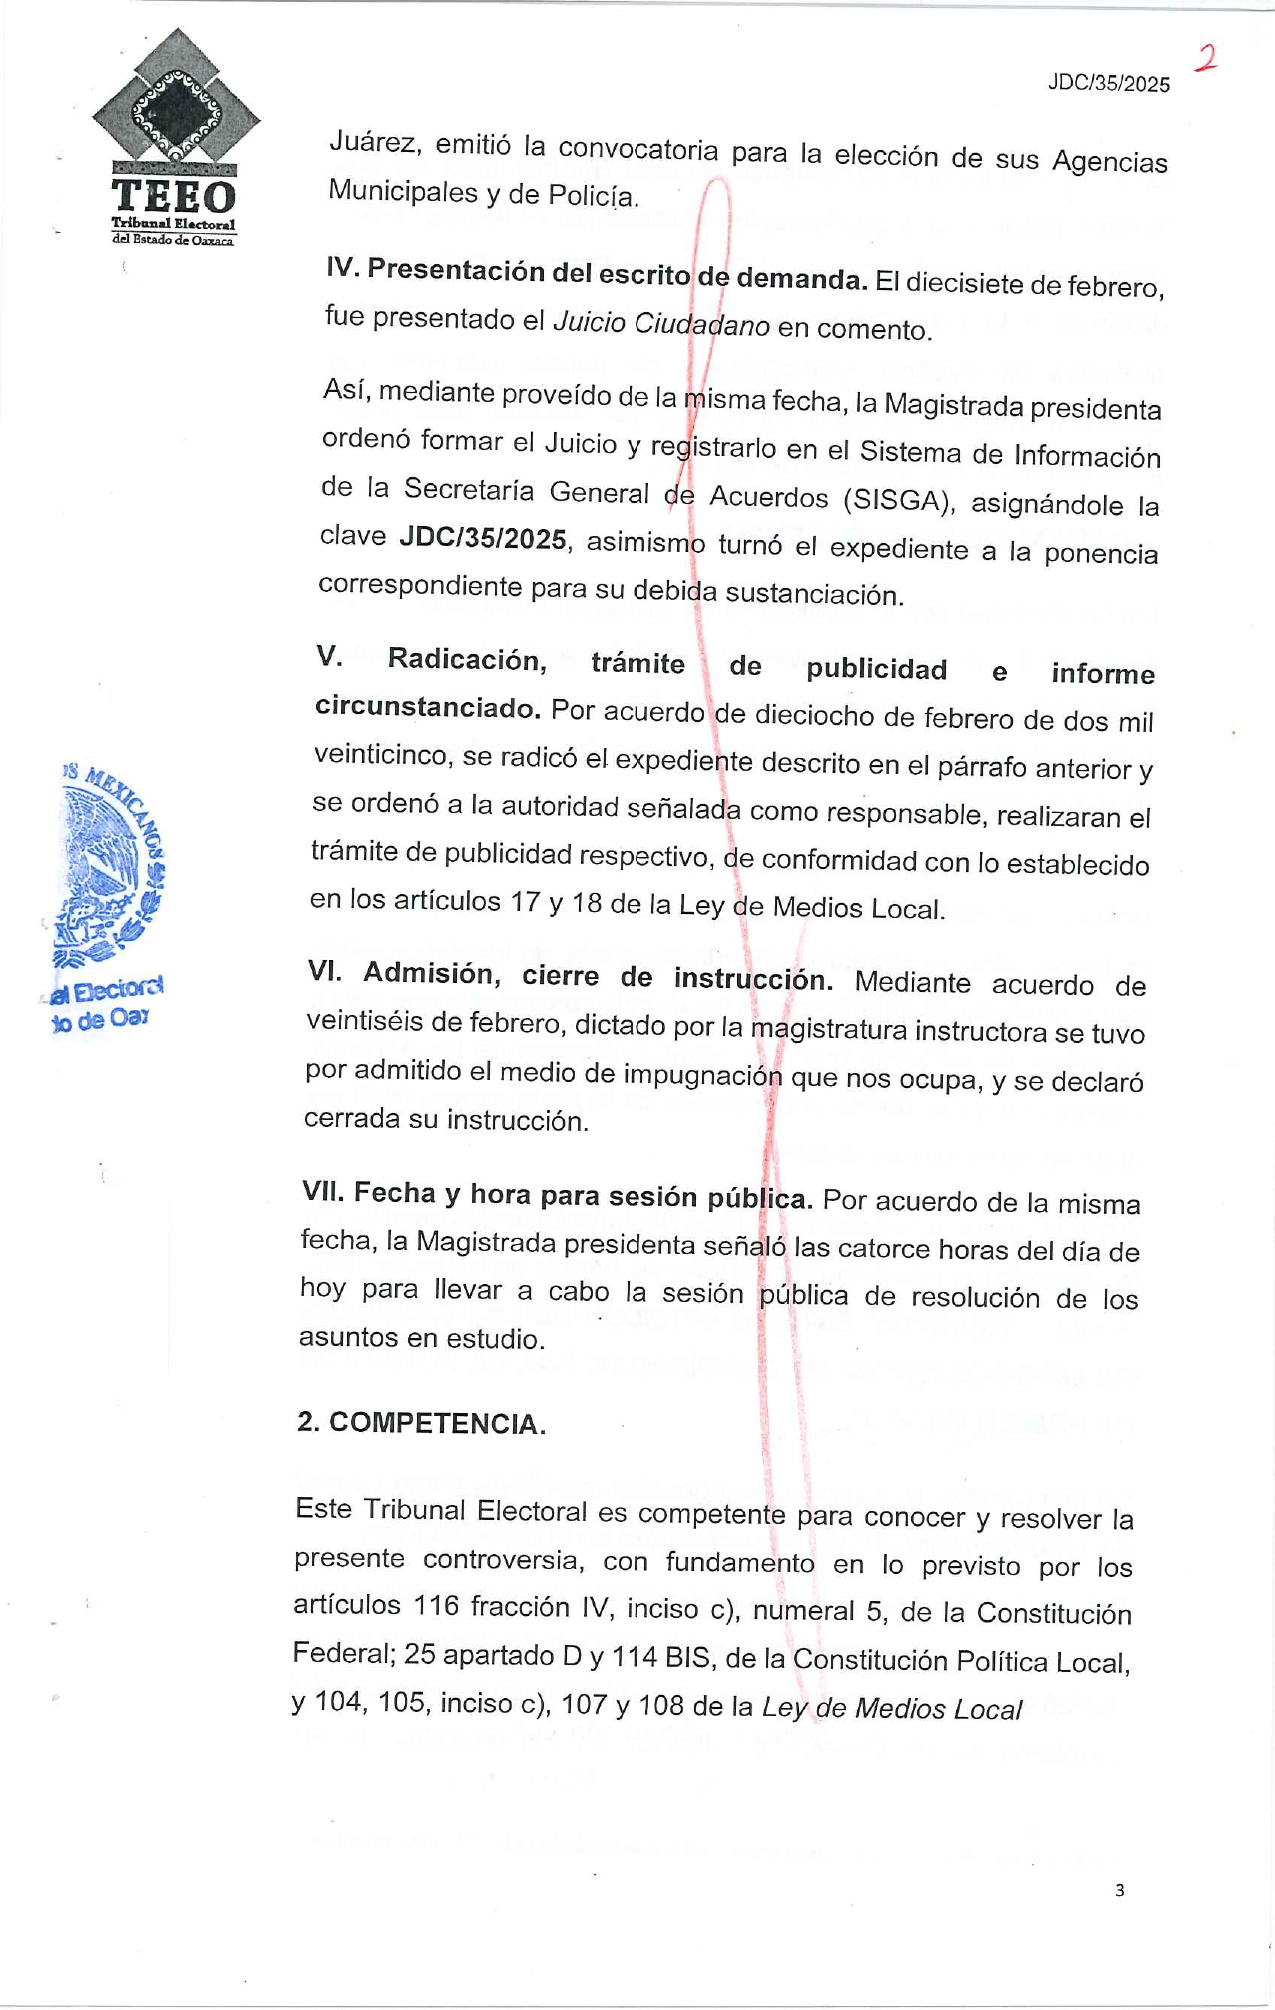 2
JDC/35/2025
TEEO
Tribunal Electoral
del Estado de Oaxaca
Juárez, emitió la convocatoria para la elección de sus Agencias
Municipales y de Policía.
IV. Presentación del escrito de demanda. El diecisiete de febrero,
fue presentado el Juicio Ciudadano en comento.
Así, mediante proveído de la misma fecha, la Magistrada presidenta
ordenó formar el Juicio y registrarlo en el Sistema de Información
de la Secretaría General de Acuerdos (SISGA), asignándole la
clave JDC/35/2025, asimismo turnó el expediente a la ponencia
correspondiente para su debida sustanciación.
V. Radicación, trámite de publicidad e informe
circunstanciado. Por acuerdo de dieciocho de febrero de dos mil
veinticinco, se radicó el expediente descrito en el párrafo anterior y
se ordenó a la autoridad señalada como responsable, realizaran el
trámite de publicidad respectivo, de conformidad con lo establecido
en los artículos 17 y 18 de la Ley de Medios Local.
OS MEXICANOS
al Electoral
do de Oax
VI. Admisión, cierre de instrucción. Mediante acuerdo de
veintiséis de febrero, dictado por la magistratura instructora se tuvo
por admitido el medio de impugnación que nos ocupa, y se declaró
cerrada su instrucción.
VII. Fecha y hora para sesión pública. Por acuerdo de la misma
fecha, la Magistrada presidenta señaló las catorce horas del día de
hoy para llevar a cabo la sesión pública de resolución de los
asuntos en estudio.
2. COMPETENCIA.
Este Tribunal Electoral es competente para conocer y resolver la
presente controversia, con fundamento en lo previsto por los
artículos 116 fracción IV, inciso c), numeral 5, de la Constitución
Federal; 25 apartado D y 114 BIS, de la Constitución Política Local,
y 104, 105, inciso c), 107 y 108 de la Ley de Medios Local
3